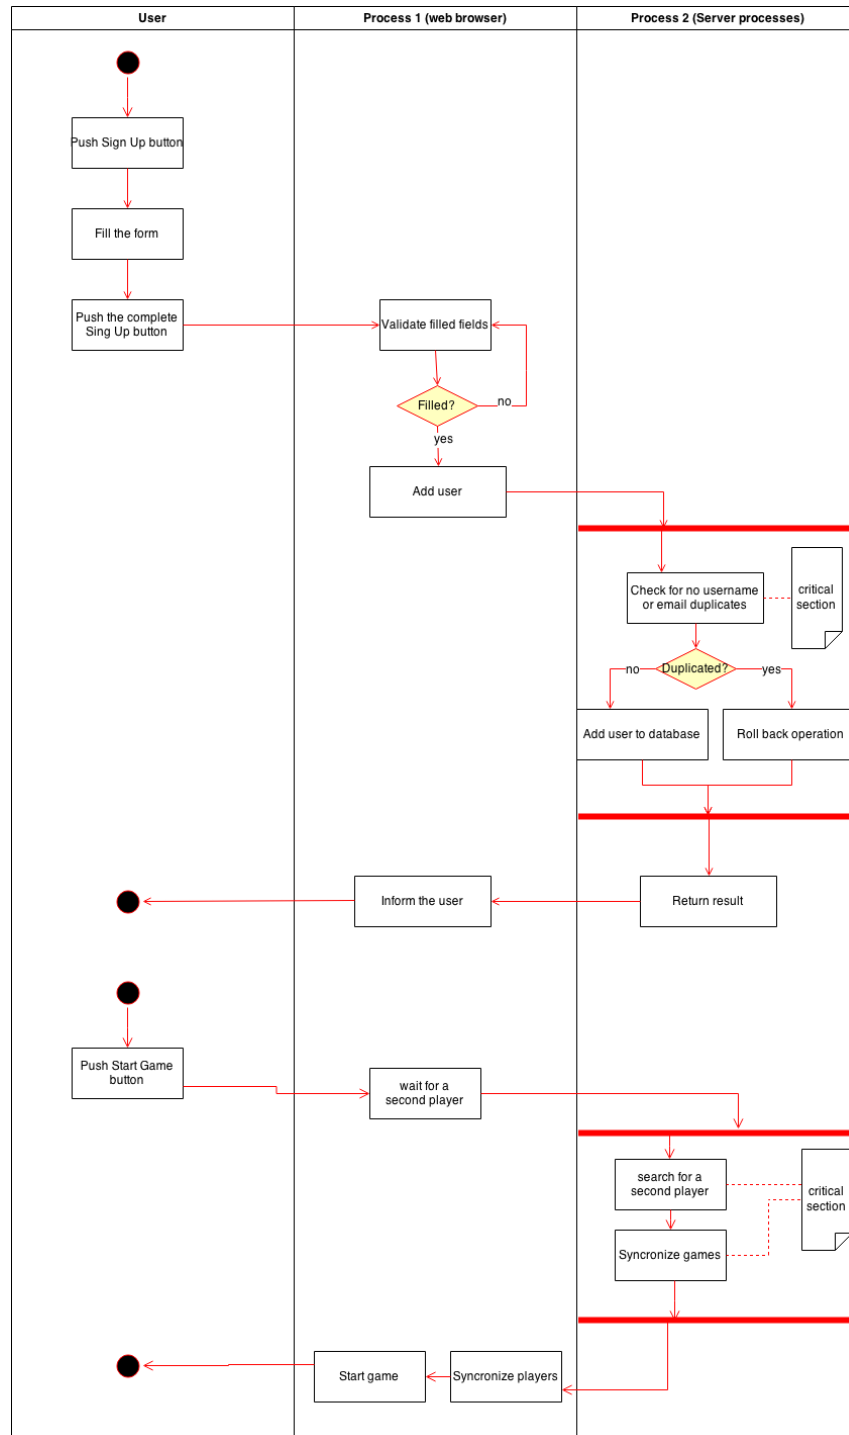 User
Process 1 (web browser)
Process 2 (Server processes)
Push Sign Up button
Fill the form
Push the complete
Sing Up button
Validate filled fields
Filled?
no
yes
Add user
Check for no username
or email duplicates
critical
section
Duplicated?
no
yes
Add user to database
Roll back operation
Return result
Inform the user
Push Start Game
button
wait for a
second player
search for a
second player
critical
section
Syncronize games
Start game
Syncronize players